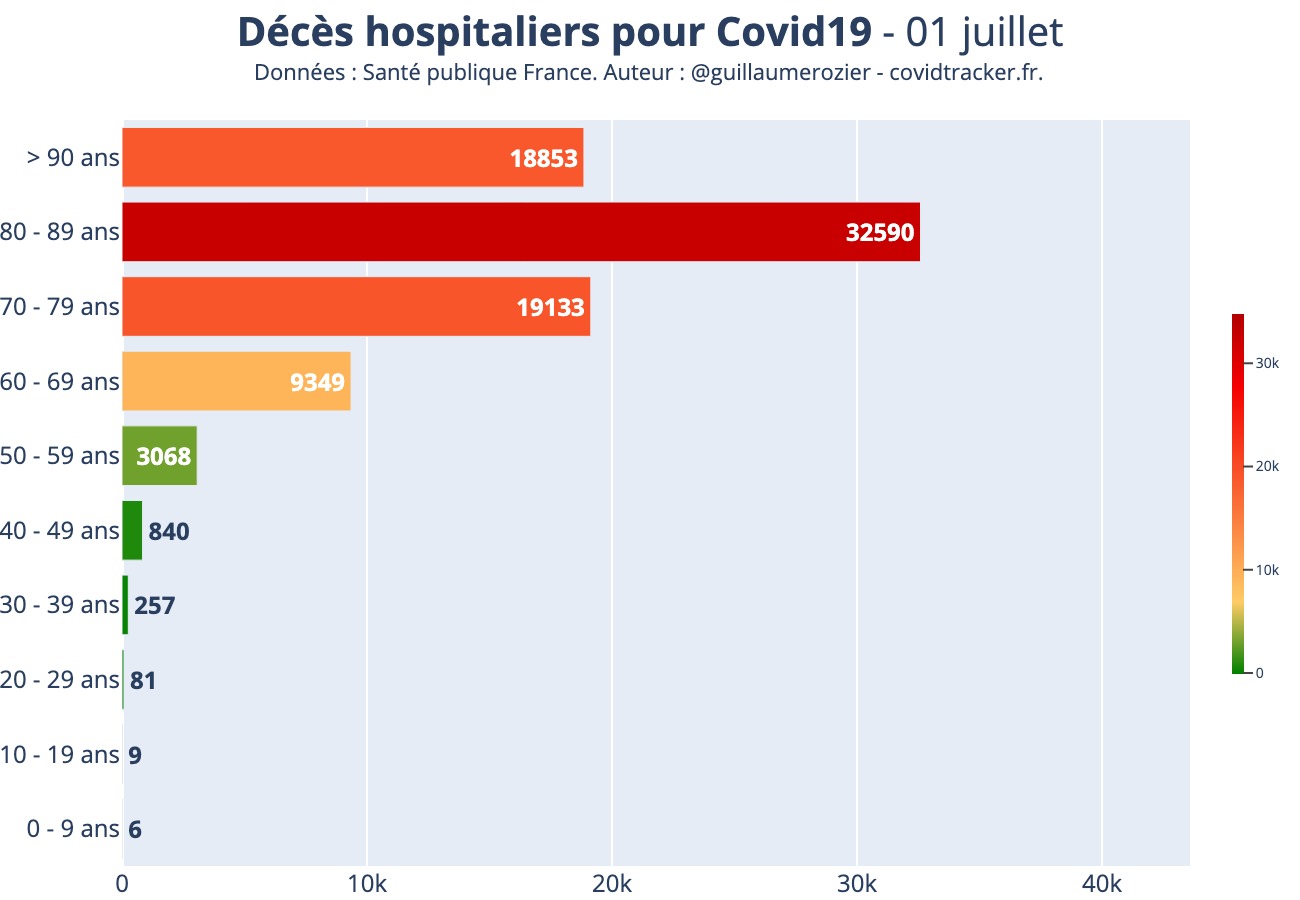 Décès hospitaliers pour Covid19 - 01 juillet
Données : Santé publique France. Auteur : @guillaumerozier - covidtracker.fr.
> 90 ans 18853
80 - 89 ans 32590
70 - 79 ans 19133
60 - 69 ans 9349
50 - 59 ans 3068
40 - 49 ans 840
30 - 39 ans 257
20 - 29 ans 81
10 - 19 ans 9
0 - 9 ans 6
0 10k 20k 30k 40k
30k
20k
10k
0